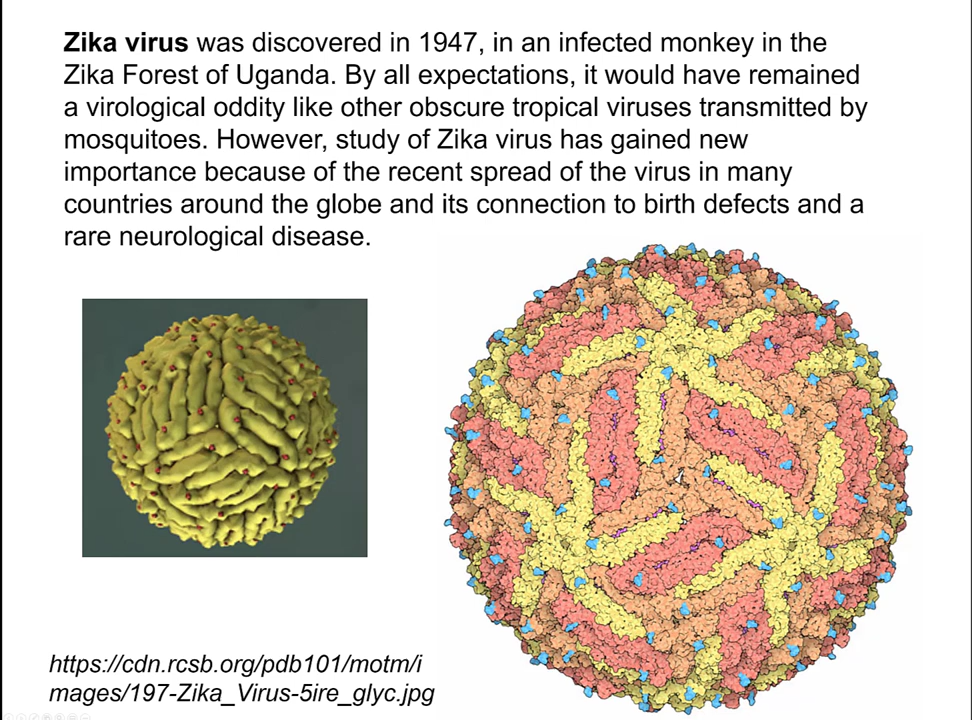 Zika virus was discovered in 1947, in an infected monkey in the
Zika Forest of Uganda. By all expectations, it would have remained
a virological oddity like other obscure tropical viruses transmitted by
mosquitoes. However, study of Zika virus has gained new
importance because of the recent spread of the virus in many
countries around the globe and its connection to birth defects and a
rare neurological disease.
https://cdn.rcsb.org/pdb101/motm/i
mages/197-Zika_Virus-5ire_glyc.jpg